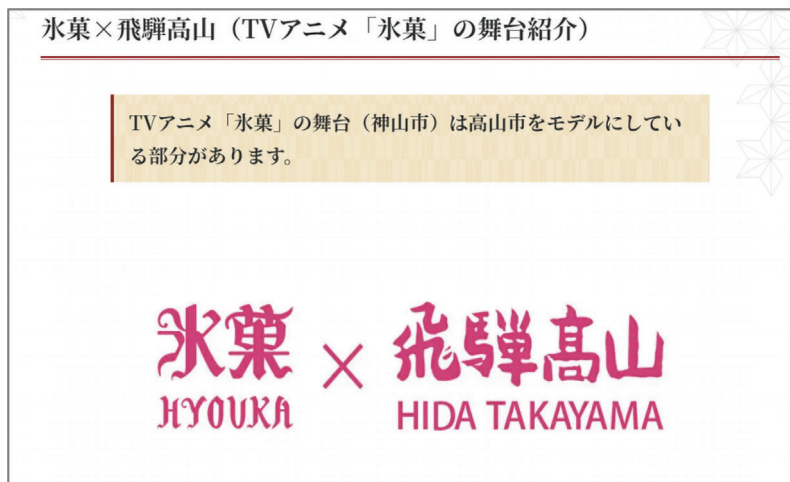 氷菓×飛騨高山（TVアニメ「氷菓」の舞台紹介）
TVアニメ「氷菓」の舞台（神山市）は高山市をモデルにしてい
る部分があります。
氷菓 × 飛騨高山
HYOUKA HIDA TAKAYAMA